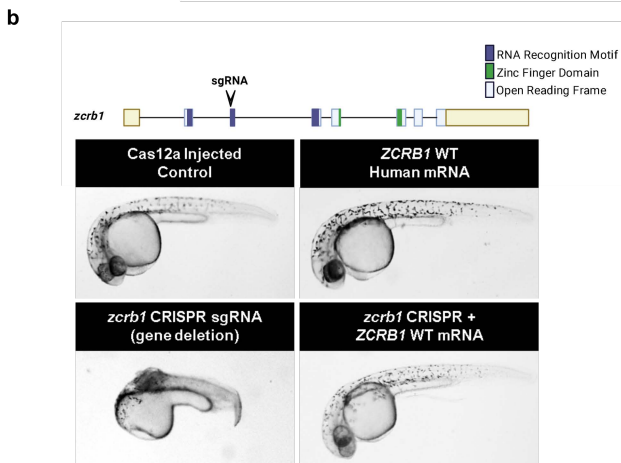 b
RNA Recognition Motif
Zinc Finger Domain
Open Reading Frame
sgRNA
zcrb1
Cas12a Injected
Control
ZCRB1 WT
Human mRNA
zcrb1 CRISPR sgRNA
(gene deletion)
zcrb1 CRISPR +
ZCRB1 WT mRNA